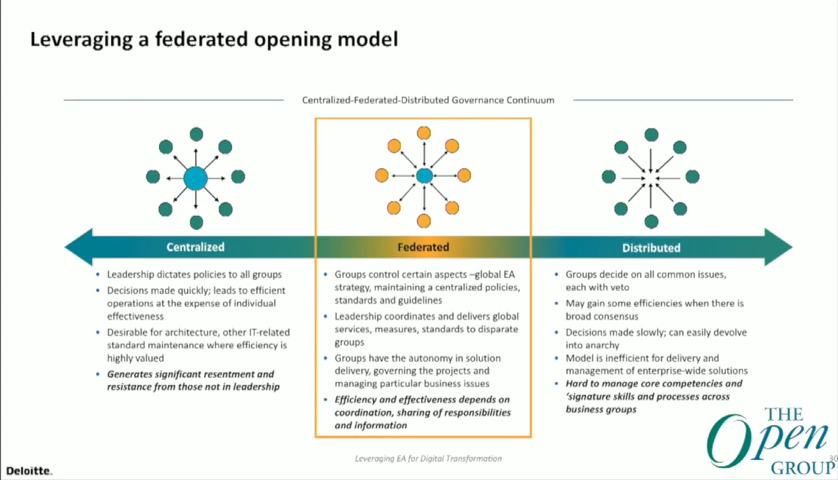 Leveraging a federated opening model
Centralized-Federated-Distributed Governance Continuum
Centralized
Federated
Distributed
• Leadership dictates policies to all groups
• Decisions made quickly; leads to efficient
operations at the expense of individual
effectiveness
• Desirable for architecture, other IT-related
standard maintenance where efficiency is
highly valued
• Generates significant resentment and
resistance from those not in leadership
• Groups control certain aspects –global EA
strategy, maintaining a centralized policies,
standards and guidelines
• Leadership coordinates and delivers global
services, measures, standards to disparate
groups
• Groups have the autonomy in solution
delivery, governing the projects and
managing particular business issues
• Efficiency and effectiveness depends on
coordination, sharing of responsibilities
and information
• Groups decide on all common issues,
each with veto
• May gain some efficiencies when there is
broad consensus
• Decisions made slowly; can easily devolve
into anarchy
• Model is inefficient for delivery and
management of enterprise-wide solutions
• Hard to manage core competencies and
‘signature skills and processes across
business groups
Leveraging EA for Digital Transformation
Deloitte.
THE
Open
GROUP
30